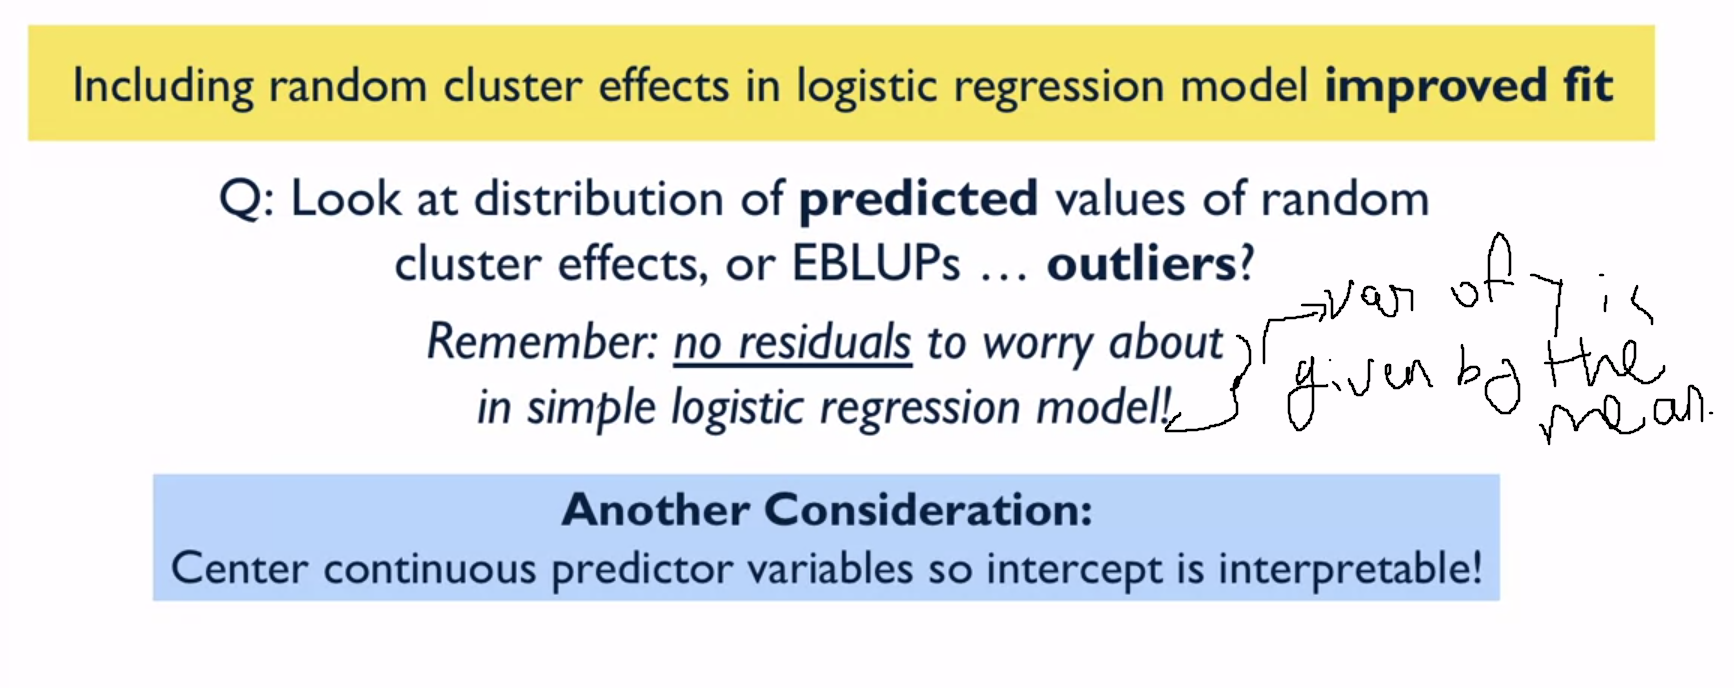 Including random cluster effects in logistic regression model improved fit
Q: Look at distribution of predicted values of random
cluster effects, or EBLUPs … outliers?
Remember: no residuals to worry about
in simple logistic regression model!
var of y is
given by the
mean.
Another Consideration:
Center continuous predictor variables so intercept is interpretable!